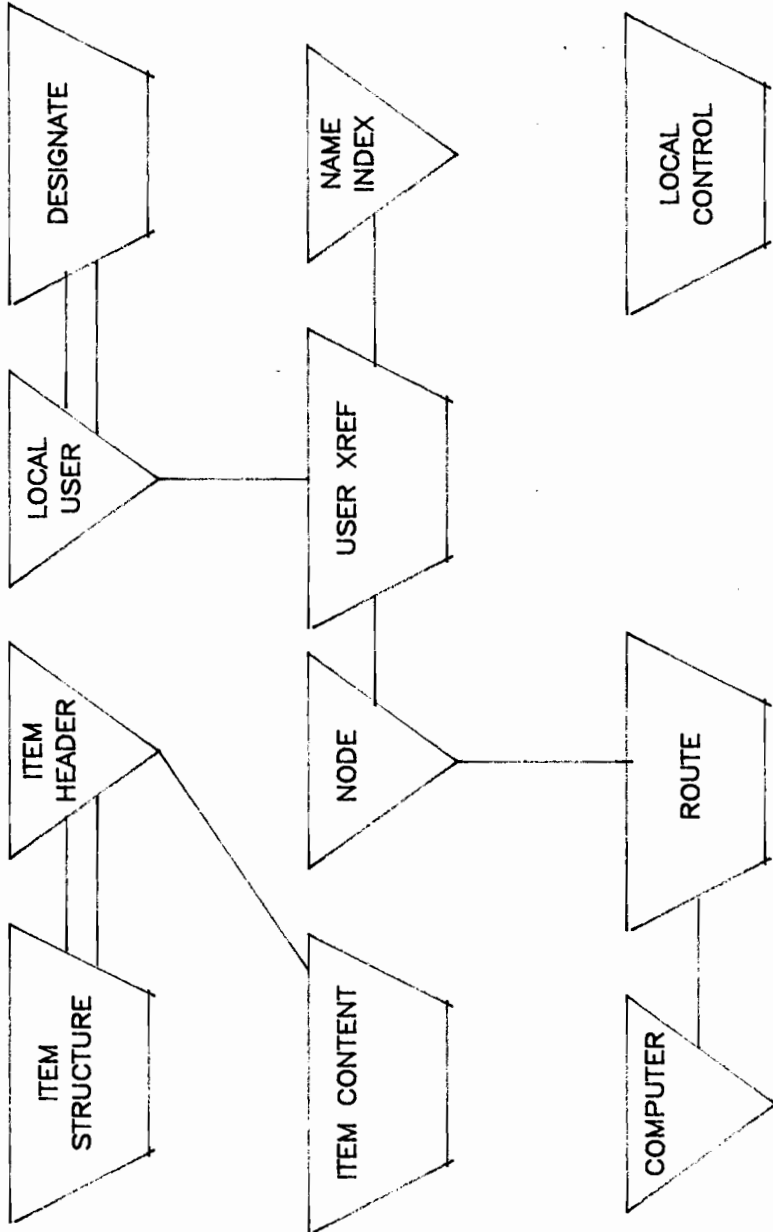 ITEM
STRUCTURE
ITEM
HEADER
LOCAL
USER
DESIGNATE
ITEM CONTENT
NODE
USER XREF
NAME
INDEX
COMPUTER
ROUTE
LOCAL
CONTROL